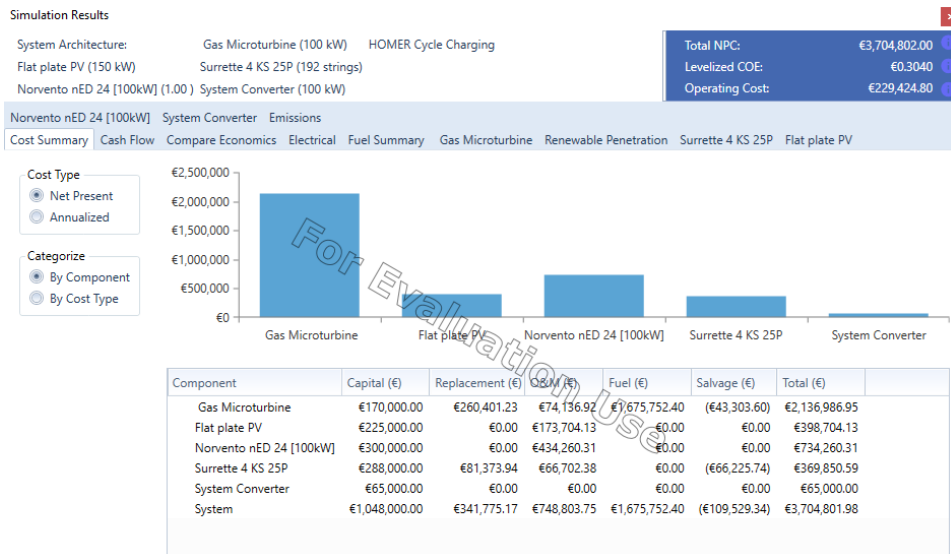 Simulation Results
System Architecture: Gas Microturbine (100 kW) HOMER Cycle Charging
Flat plate PV (150 kW) Surrette 4 KS 25P (192 strings)
Norvento nED 24 [100kW] (1.00 ) System Converter (100 kW)
Total NPC: €3,704,802.00
Levelized COE: €0.3040
Operating Cost: €229,424.80
Norvento nED 24 [100kW] System Converter Emissions
Cost Summary Cash Flow Compare Economics Electrical Fuel Summary Gas Microturbine Renewable Penetration Surrette 4 KS 25P Flat plate PV
Cost Type
Net Present
Annualized
Categorize
By Component
By Cost Type
€2,500,000
€2,000,000
€1,500,000
€1,000,000
€500,000
€0
Gas Microturbine Flat plate PV Norvento nED 24 [100kW] Surrette 4 KS 25P System Converter
For Evaluation Use
Component Capital (€) Replacement (€) O&M (€) Fuel (€) Salvage (€) Total (€)
Gas Microturbine €170,000.00 €260,401.23 €74,136.92 €1,675,752.40 (€43,303.60) €2,136,986.95
Flat plate PV €225,000.00 €0.00 €173,704.13 €0.00 €0.00 €398,704.13
Norvento nED 24 [100kW] €300,000.00 €0.00 €434,260.31 €0.00 €0.00 €734,260.31
Surrette 4 KS 25P €288,000.00 €81,373.94 €66,702.38 €0.00 (€66,225.74) €369,850.59
System Converter €65,000.00 €0.00 €0.00 €0.00 €0.00 €65,000.00
System €1,048,000.00 €341,775.17 €748,803.75 €1,675,752.40 (€109,529.34) €3,704,801.98